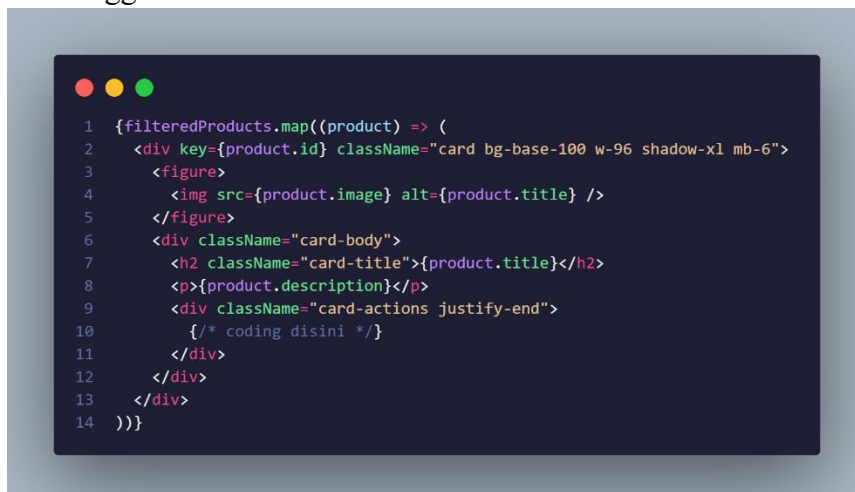 1 {filteredProducts.map((product) => (
2 <div key={product.id} className="card bg-base-100 w-96 shadow-xl mb-6">
3 <figure>
4 <img src={product.image} alt={product.title} />
5 </figure>
6 <div className="card-body">
7 <h2 className="card-title">{product.title}</h2>
8 <p>{product.description}</p>
9 <div className="card-actions justify-end">
10 {/* coding disini */}
11 </div>
12 </div>
13 </div>
14 ))}